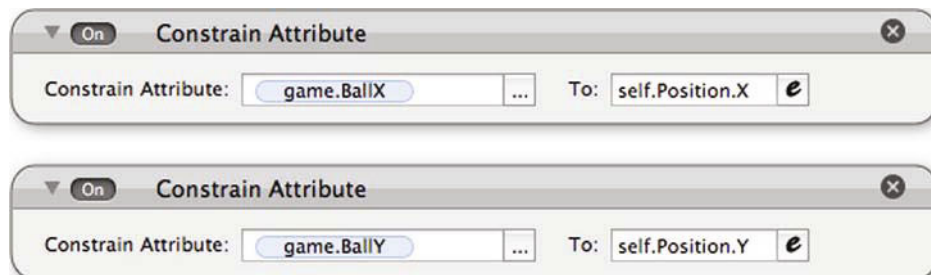 On Constrain Attribute
Constrain Attribute: game.BallX ... To: self.Position.X e
On Constrain Attribute
Constrain Attribute: game.BallY ... To: self.Position.Y e